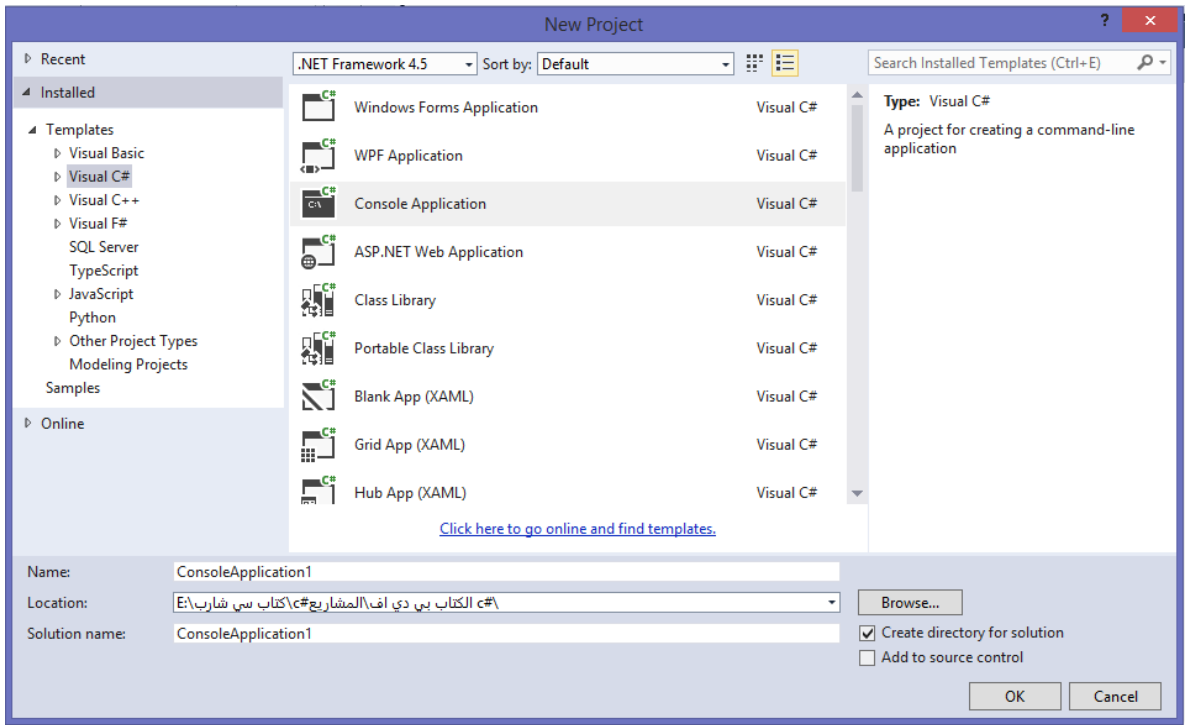 New Project
?
Recent
Installed
Templates
Visual Basic
Visual C#
Visual C++
Visual F#
SQL Server
TypeScript
JavaScript
Python
Other Project Types
Modeling Projects
Samples
Online
.NET Framework 4.5
Sort by: Default
Windows Forms Application Visual C#
WPF Application Visual C#
Console Application Visual C#
ASP.NET Web Application Visual C#
Class Library Visual C#
Portable Class Library Visual C#
Blank App (XAML) Visual C#
Grid App (XAML) Visual C#
Hub App (XAML) Visual C#
Click here to go online and find templates.
Search Installed Templates (Ctrl+E)
Type: Visual C#
A project for creating a command-line
application
Name: ConsoleApplication1
Location: E:\كتاب سي شارب\c#الكتاب بي دي اف\المشاريع c#\
Browse...
Solution name: ConsoleApplication1
Create directory for solution
Add to source control
OK
Cancel